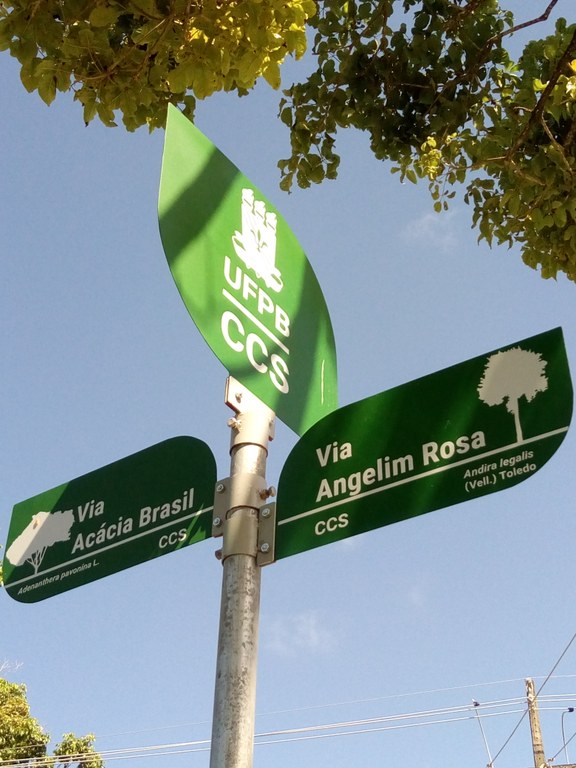 UFPB
CCS
Via
Angelim Rosa
Andira legalis
(Vell.) Toledo
CCS
Via
Acácia Brasil
CCS
Adenanthera pavonina L.